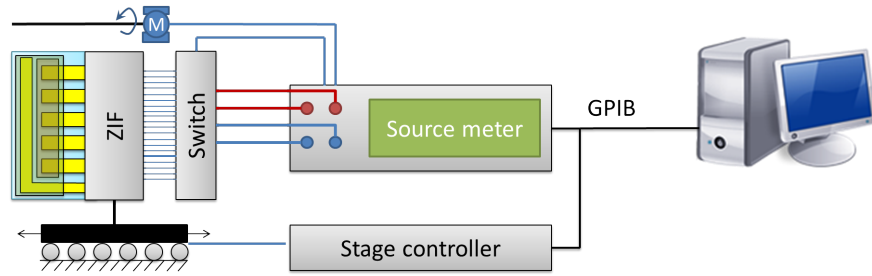 M
ZIF
Switch
Source meter
GPIB
Stage controller